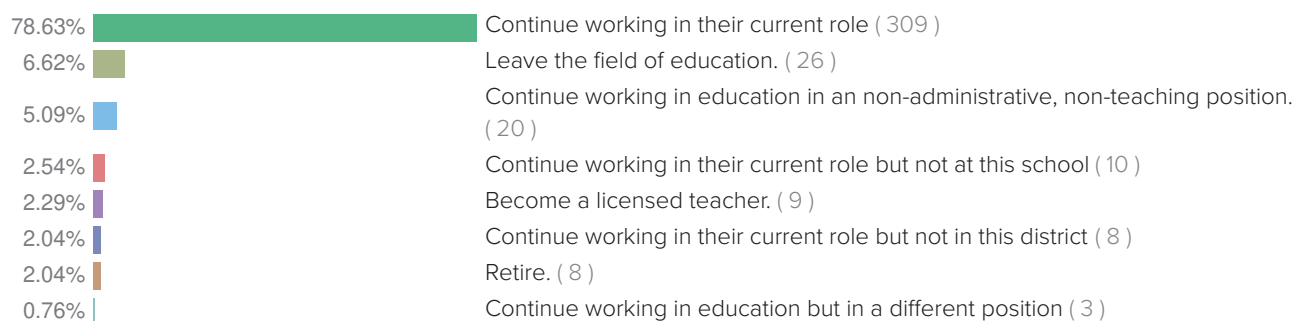 78.63% Continue working in their current role ( 309 )
6.62% Leave the field of education. ( 26 )
5.09% Continue working in education in an non-administrative, non-teaching position.
( 20 )
2.54% Continue working in their current role but not at this school ( 10 )
2.29% Become a licensed teacher. ( 9 )
2.04% Continue working in their current role but not in this district ( 8 )
2.04% Retire. ( 8 )
0.76% Continue working in education but in a different position ( 3 )